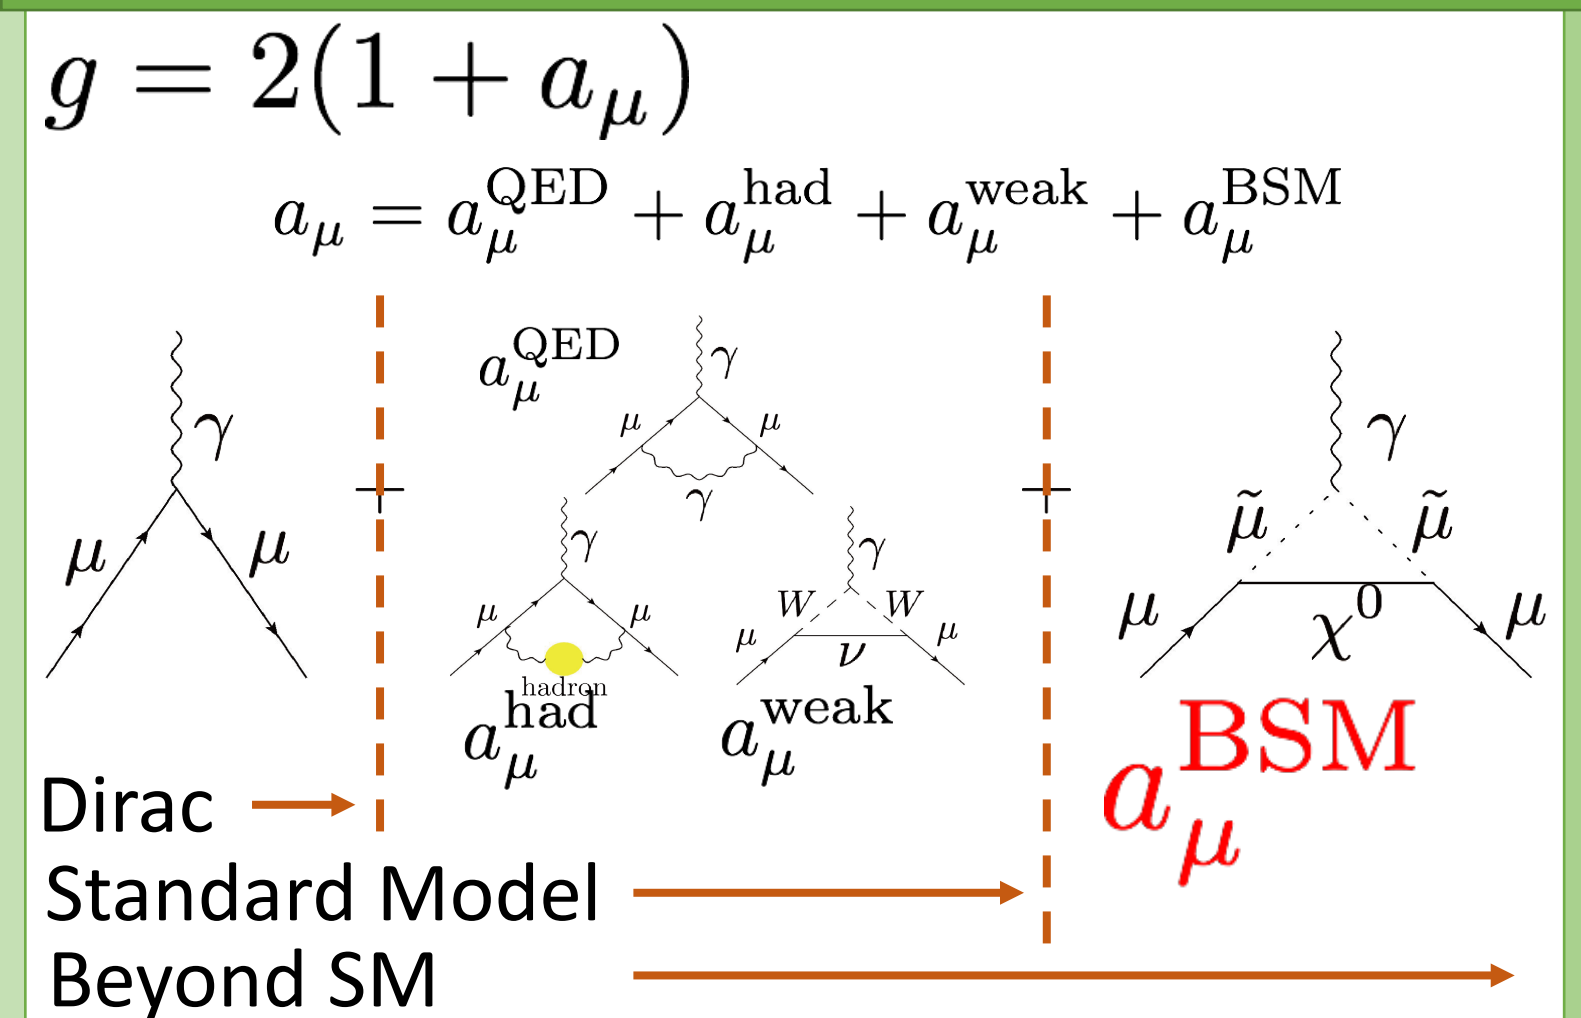 g = 2(1 + a_μ)
a_μ = a_μ^QED + a_μ^had + a_μ^weak + a_μ^BSM
γ
μ μ
+
a_μ^QED
γ
μ μ
γ
γ
μ μ
hadron
a_μ^had
γ
W W
μ μ
ν
a_μ^weak
+
γ
μ̃ μ̃
μ μ
χ^0
a_μ^BSM
Dirac
Standard Model
Beyond SM